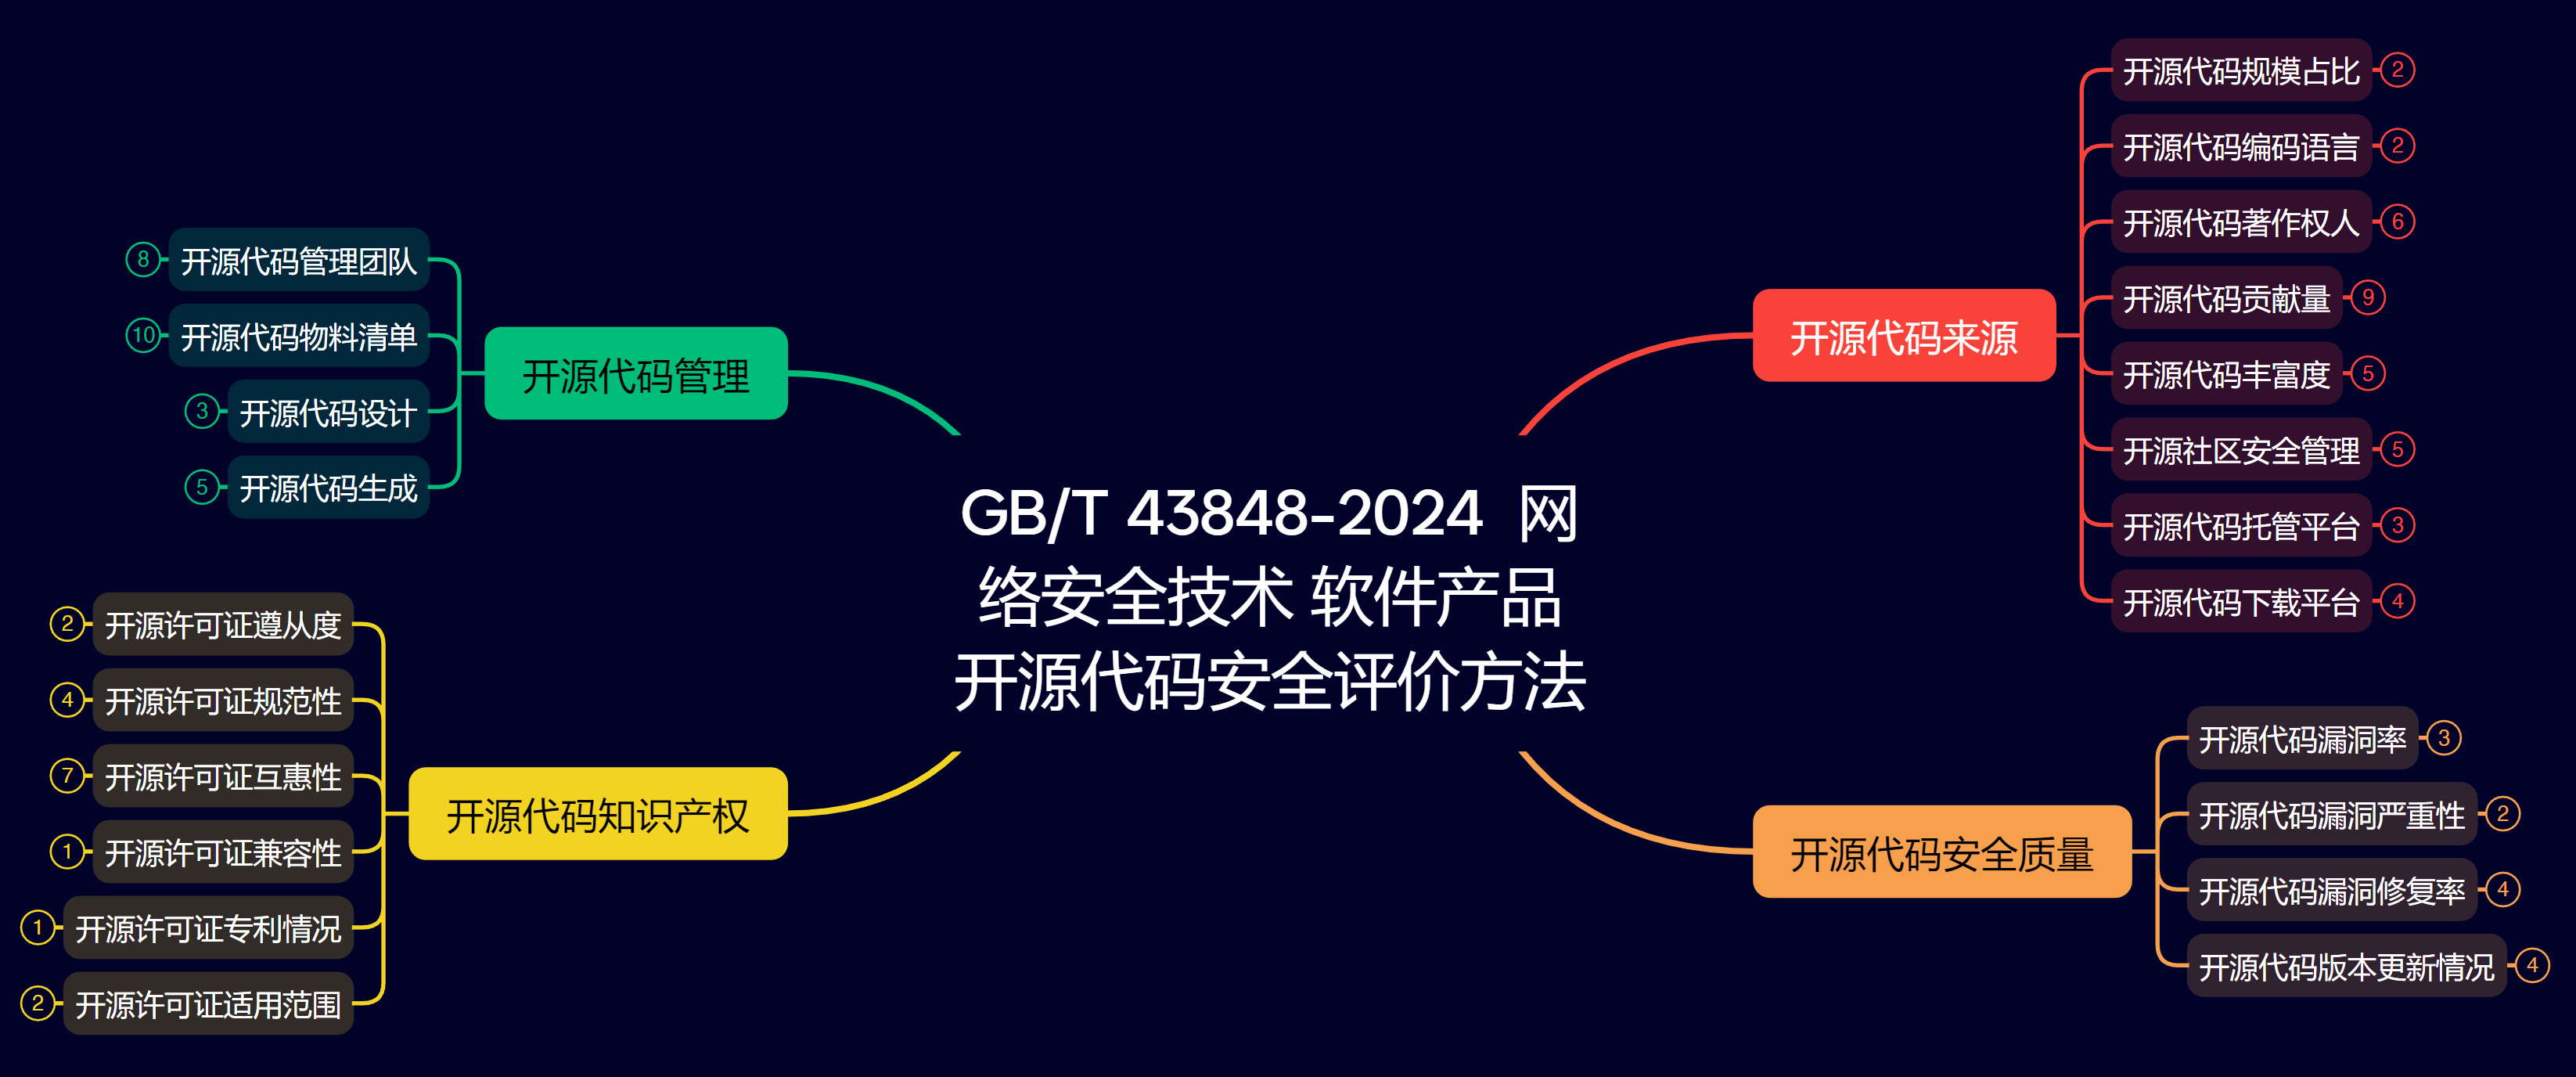 GB/T 43848-2024 网
络安全技术 软件产品
开源代码安全评价方法
开源代码来源
开源代码规模占比 2
开源代码编码语言 2
开源代码著作权人 6
开源代码贡献量 9
开源代码丰富度 5
开源社区安全管理 5
开源代码托管平台 3
开源代码下载平台 4
开源代码安全质量
开源代码漏洞率 3
开源代码漏洞严重性 2
开源代码漏洞修复率 4
开源代码版本更新情况 4
开源代码管理
8 开源代码管理团队
10 开源代码物料清单
3 开源代码设计
5 开源代码生成
开源代码知识产权
2 开源许可证遵从度
4 开源许可证规范性
7 开源许可证互惠性
1 开源许可证兼容性
1 开源许可证专利情况
2 开源许可证适用范围